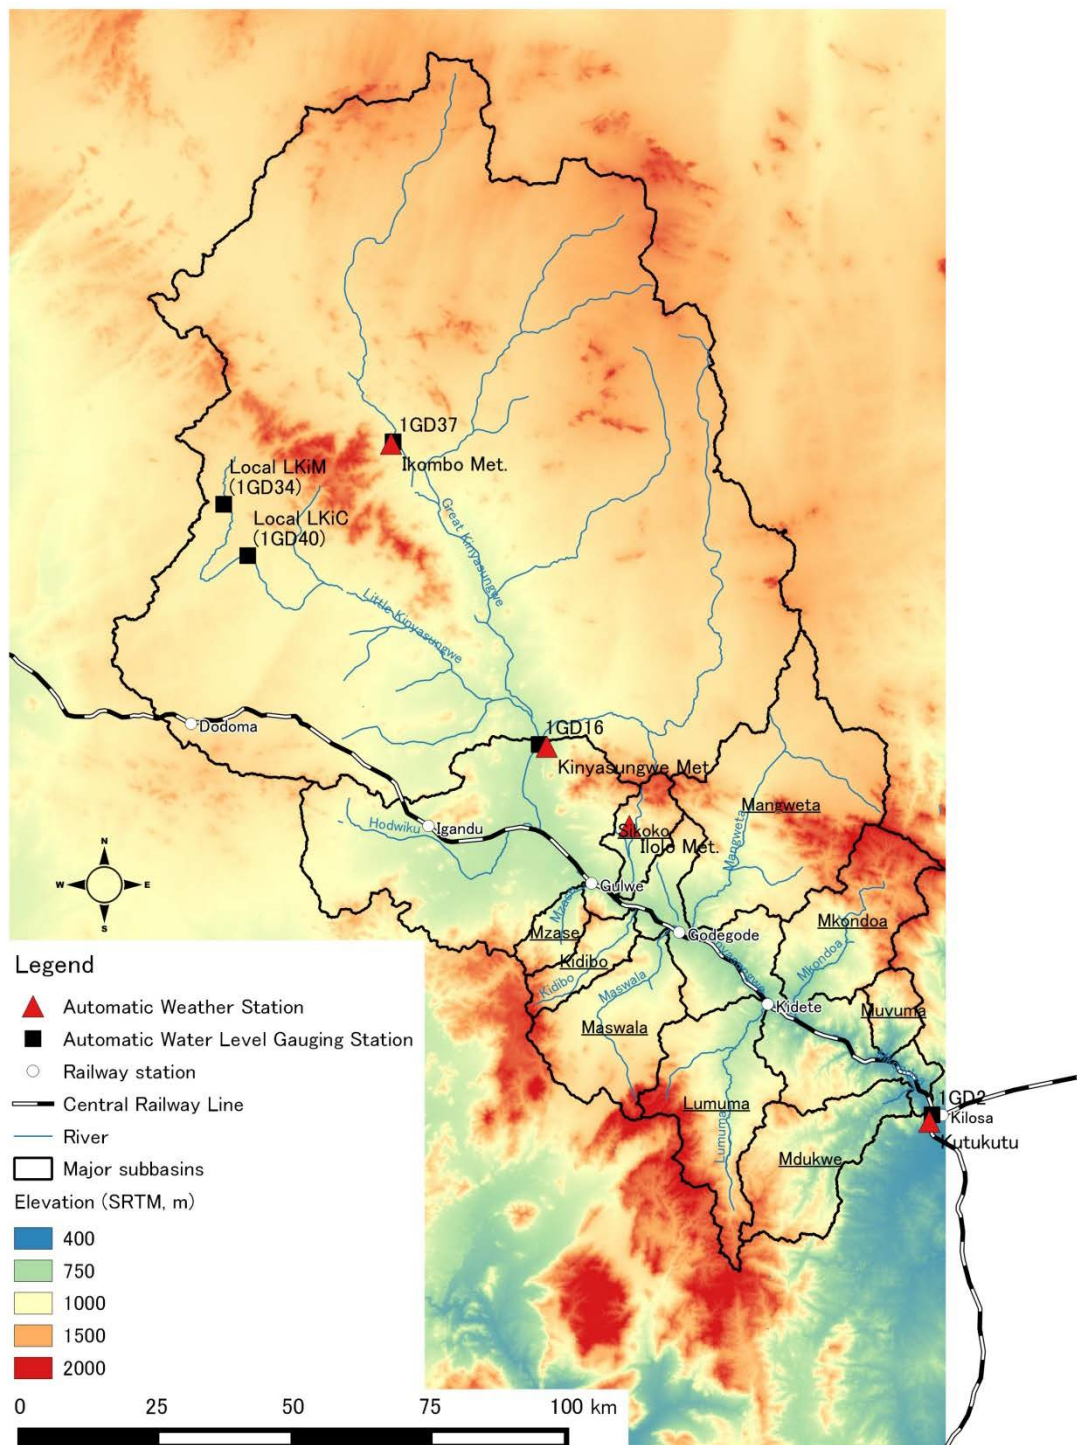 1GD37
Ikombo Met.
Local LKiM
(1GD34)
Local LKiC
(1GD40)
Great Kinyasungwe
Little Kinyasungwe
Dodoma
1GD16
Kinyasungwe Met
Mangweta
Mangweta
Hodwiku
Igandu
Sikoko
Ilolo Met.
N
W
E
S
Gulwe
Mzase
Mzase
Godegode
Mkondoa
Mkondoa
Kidibo
Kidibo
Maswala
Maswala
Kidete
Muvuma
Lumuma
Lumuma
Mdukwe
1GD2
Kilosa
Kutukutu
Legend
Automatic Weather Station
Automatic Water Level Gauging Station
Railway station
Central Railway Line
River
Major subbasins
Elevation (SRTM, m)
400
750
1000
1500
2000
0 25 50 75 100 km